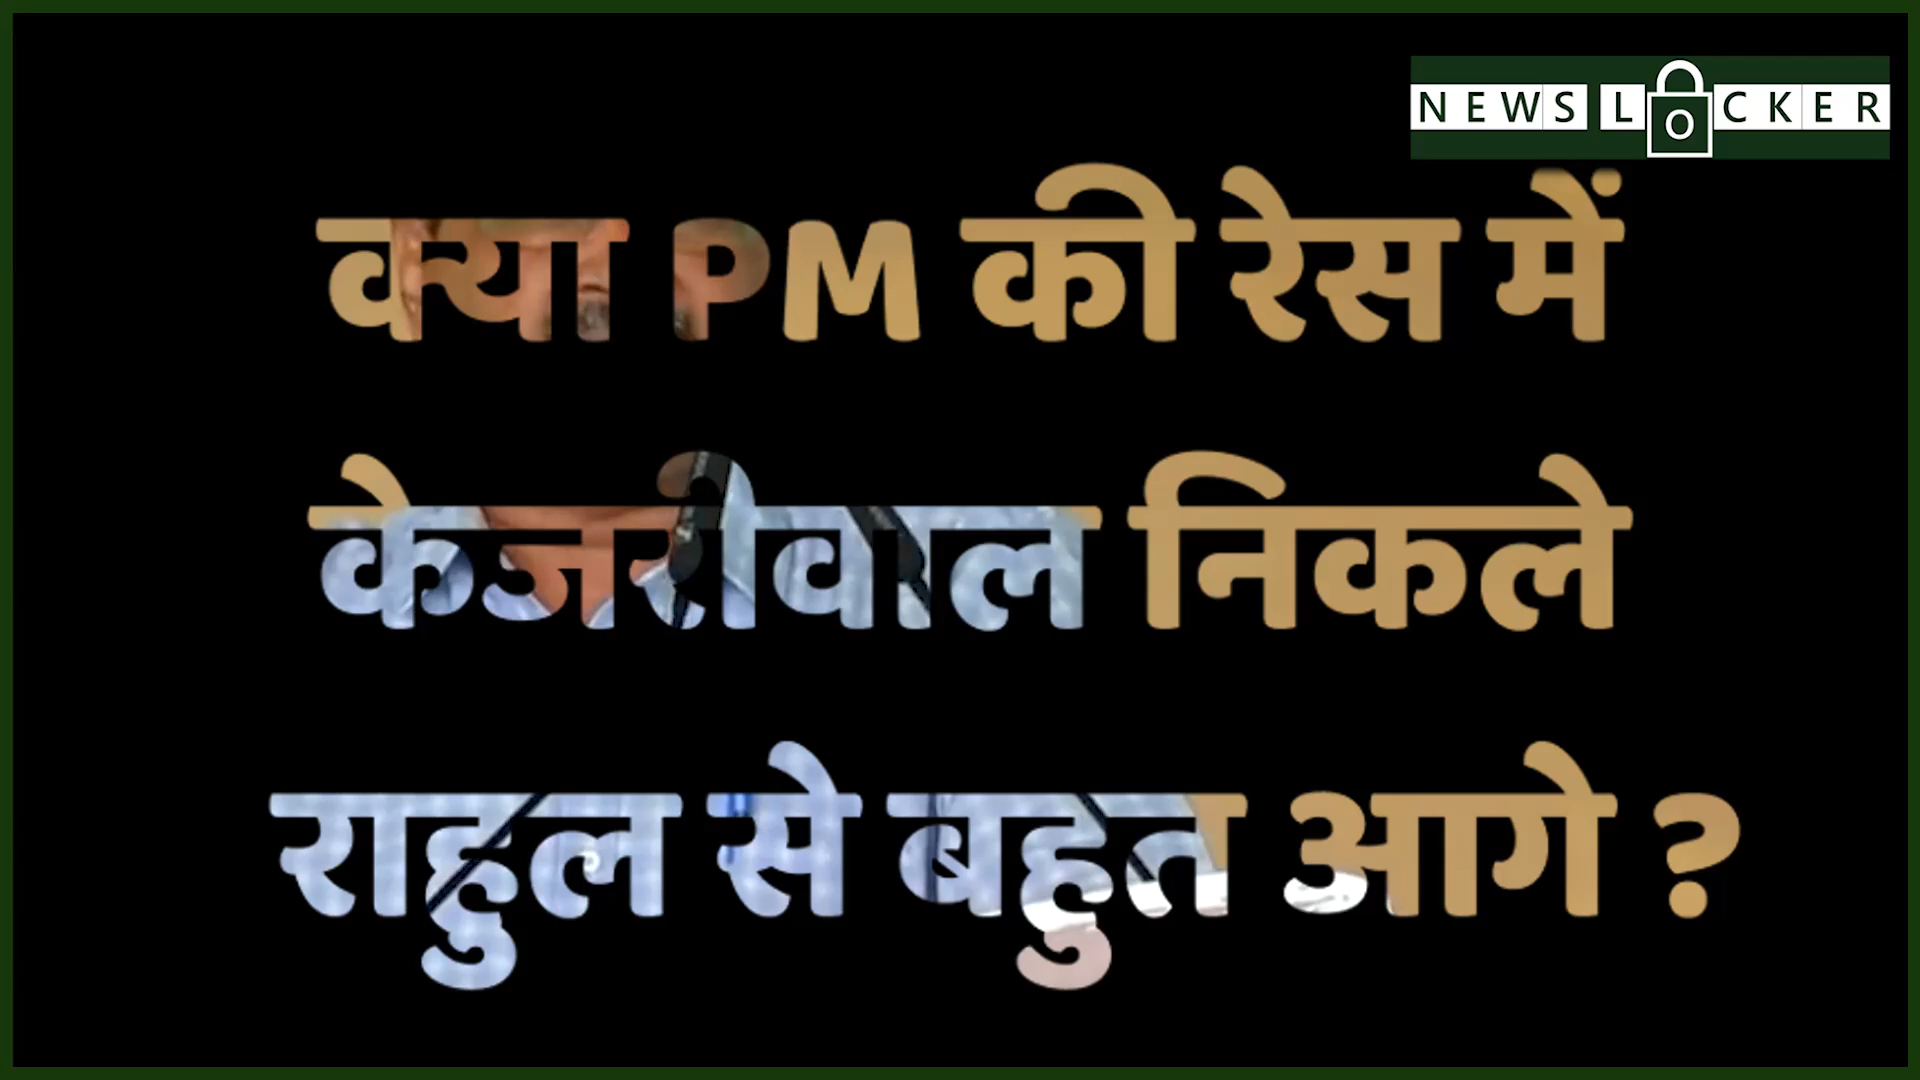 NEWS LOCKER
क्या PM की रेस में
केजरीवाल निकले
राहुल से बहुत आगे ?